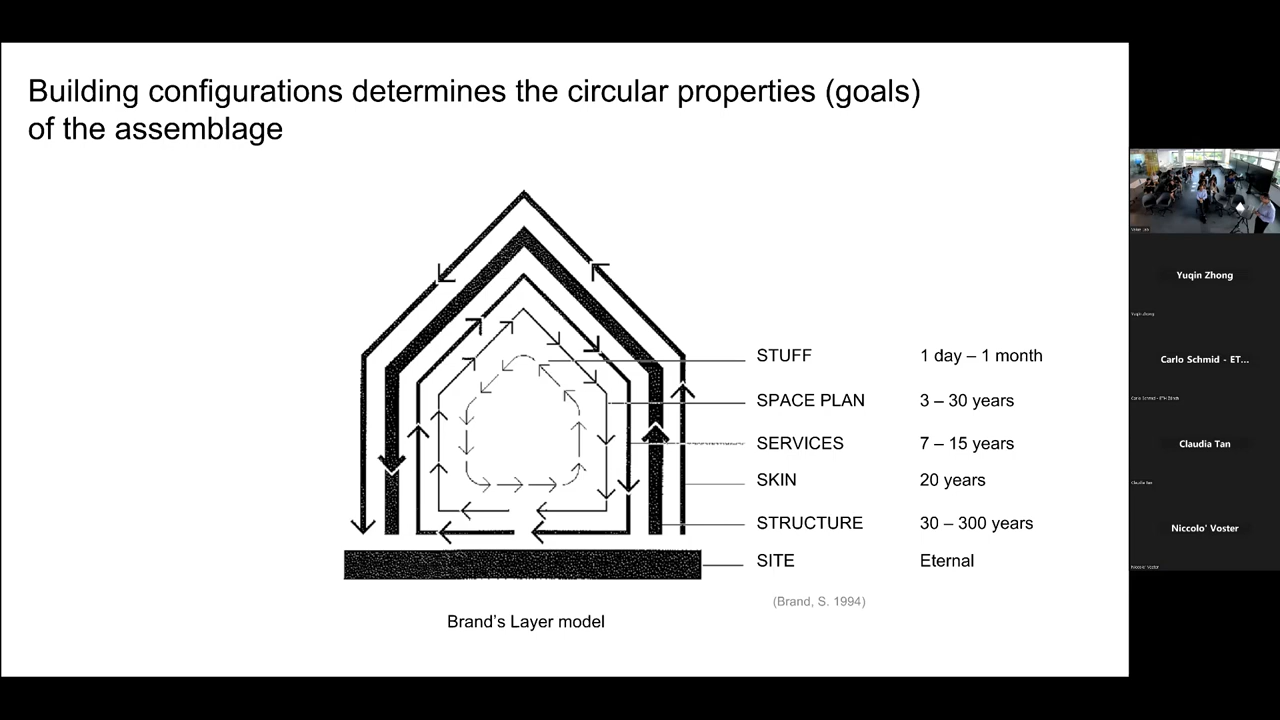 Building configurations determines the circular properties (goals)
of the assemblage
STUFF 1 day – 1 month
SPACE PLAN 3 – 30 years
SERVICES 7 – 15 years
SKIN 20 years
STRUCTURE 30 – 300 years
SITE Eternal
(Brand, S. 1994)
Brand's Layer model
Yuqin Zhong
Yuqin Zhong
Carlo Schmid - ET...
Carlo Schmid - ETH Zürich
Claudia Tan
Claudia Tan
Niccolo' Voster
Niccolo' Voster